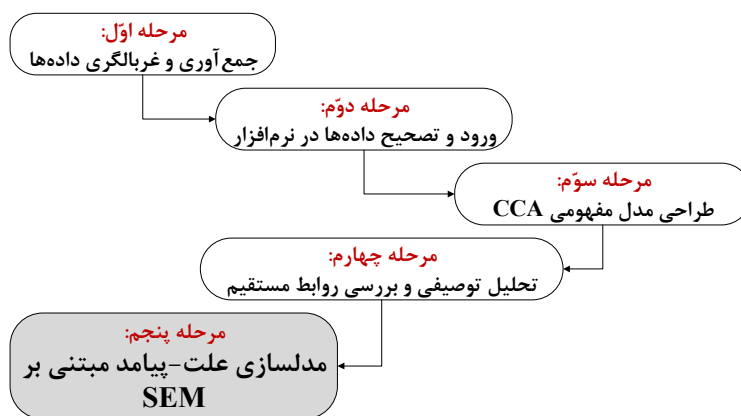 مرحله اوّل:
جمع‌آوری و غربالگری داده‌ها
مرحله دوّم:
ورود و تصحیح داده‌ها در نرم‌افزار
مرحله سوّم:
طراحی مدل مفهومی CCA
مرحله چهارم:
تحلیل توصیفی و بررسی روابط مستقیم
مرحله پنجم:
مدلسازی علت-پیامد مبتنی بر
SEM